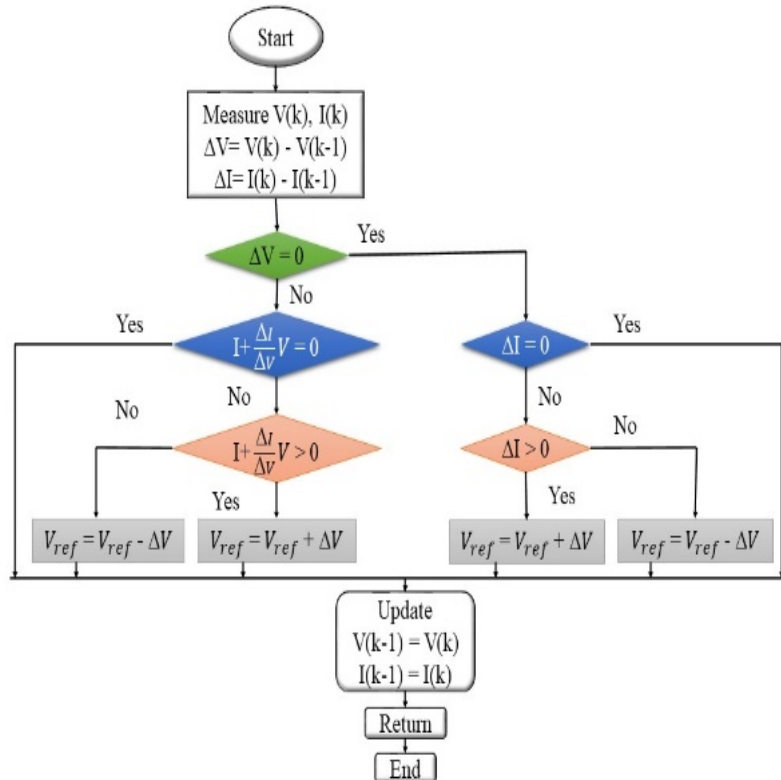 Start
Measure V(k), I(k)
ΔV= V(k) - V(k-1)
ΔI= I(k) - I(k-1)
Yes
ΔV = 0
No
Yes
I+ΔI/ΔV V = 0
ΔI = 0
Yes
No
No
No
I+ΔI/ΔV V > 0
ΔI > 0
No
Yes
Yes
Vref = Vref - ΔV
Vref = Vref + ΔV
Vref = Vref + ΔV
Vref = Vref - ΔV
Update
V(k-1) = V(k)
I(k-1) = I(k)
Return
End